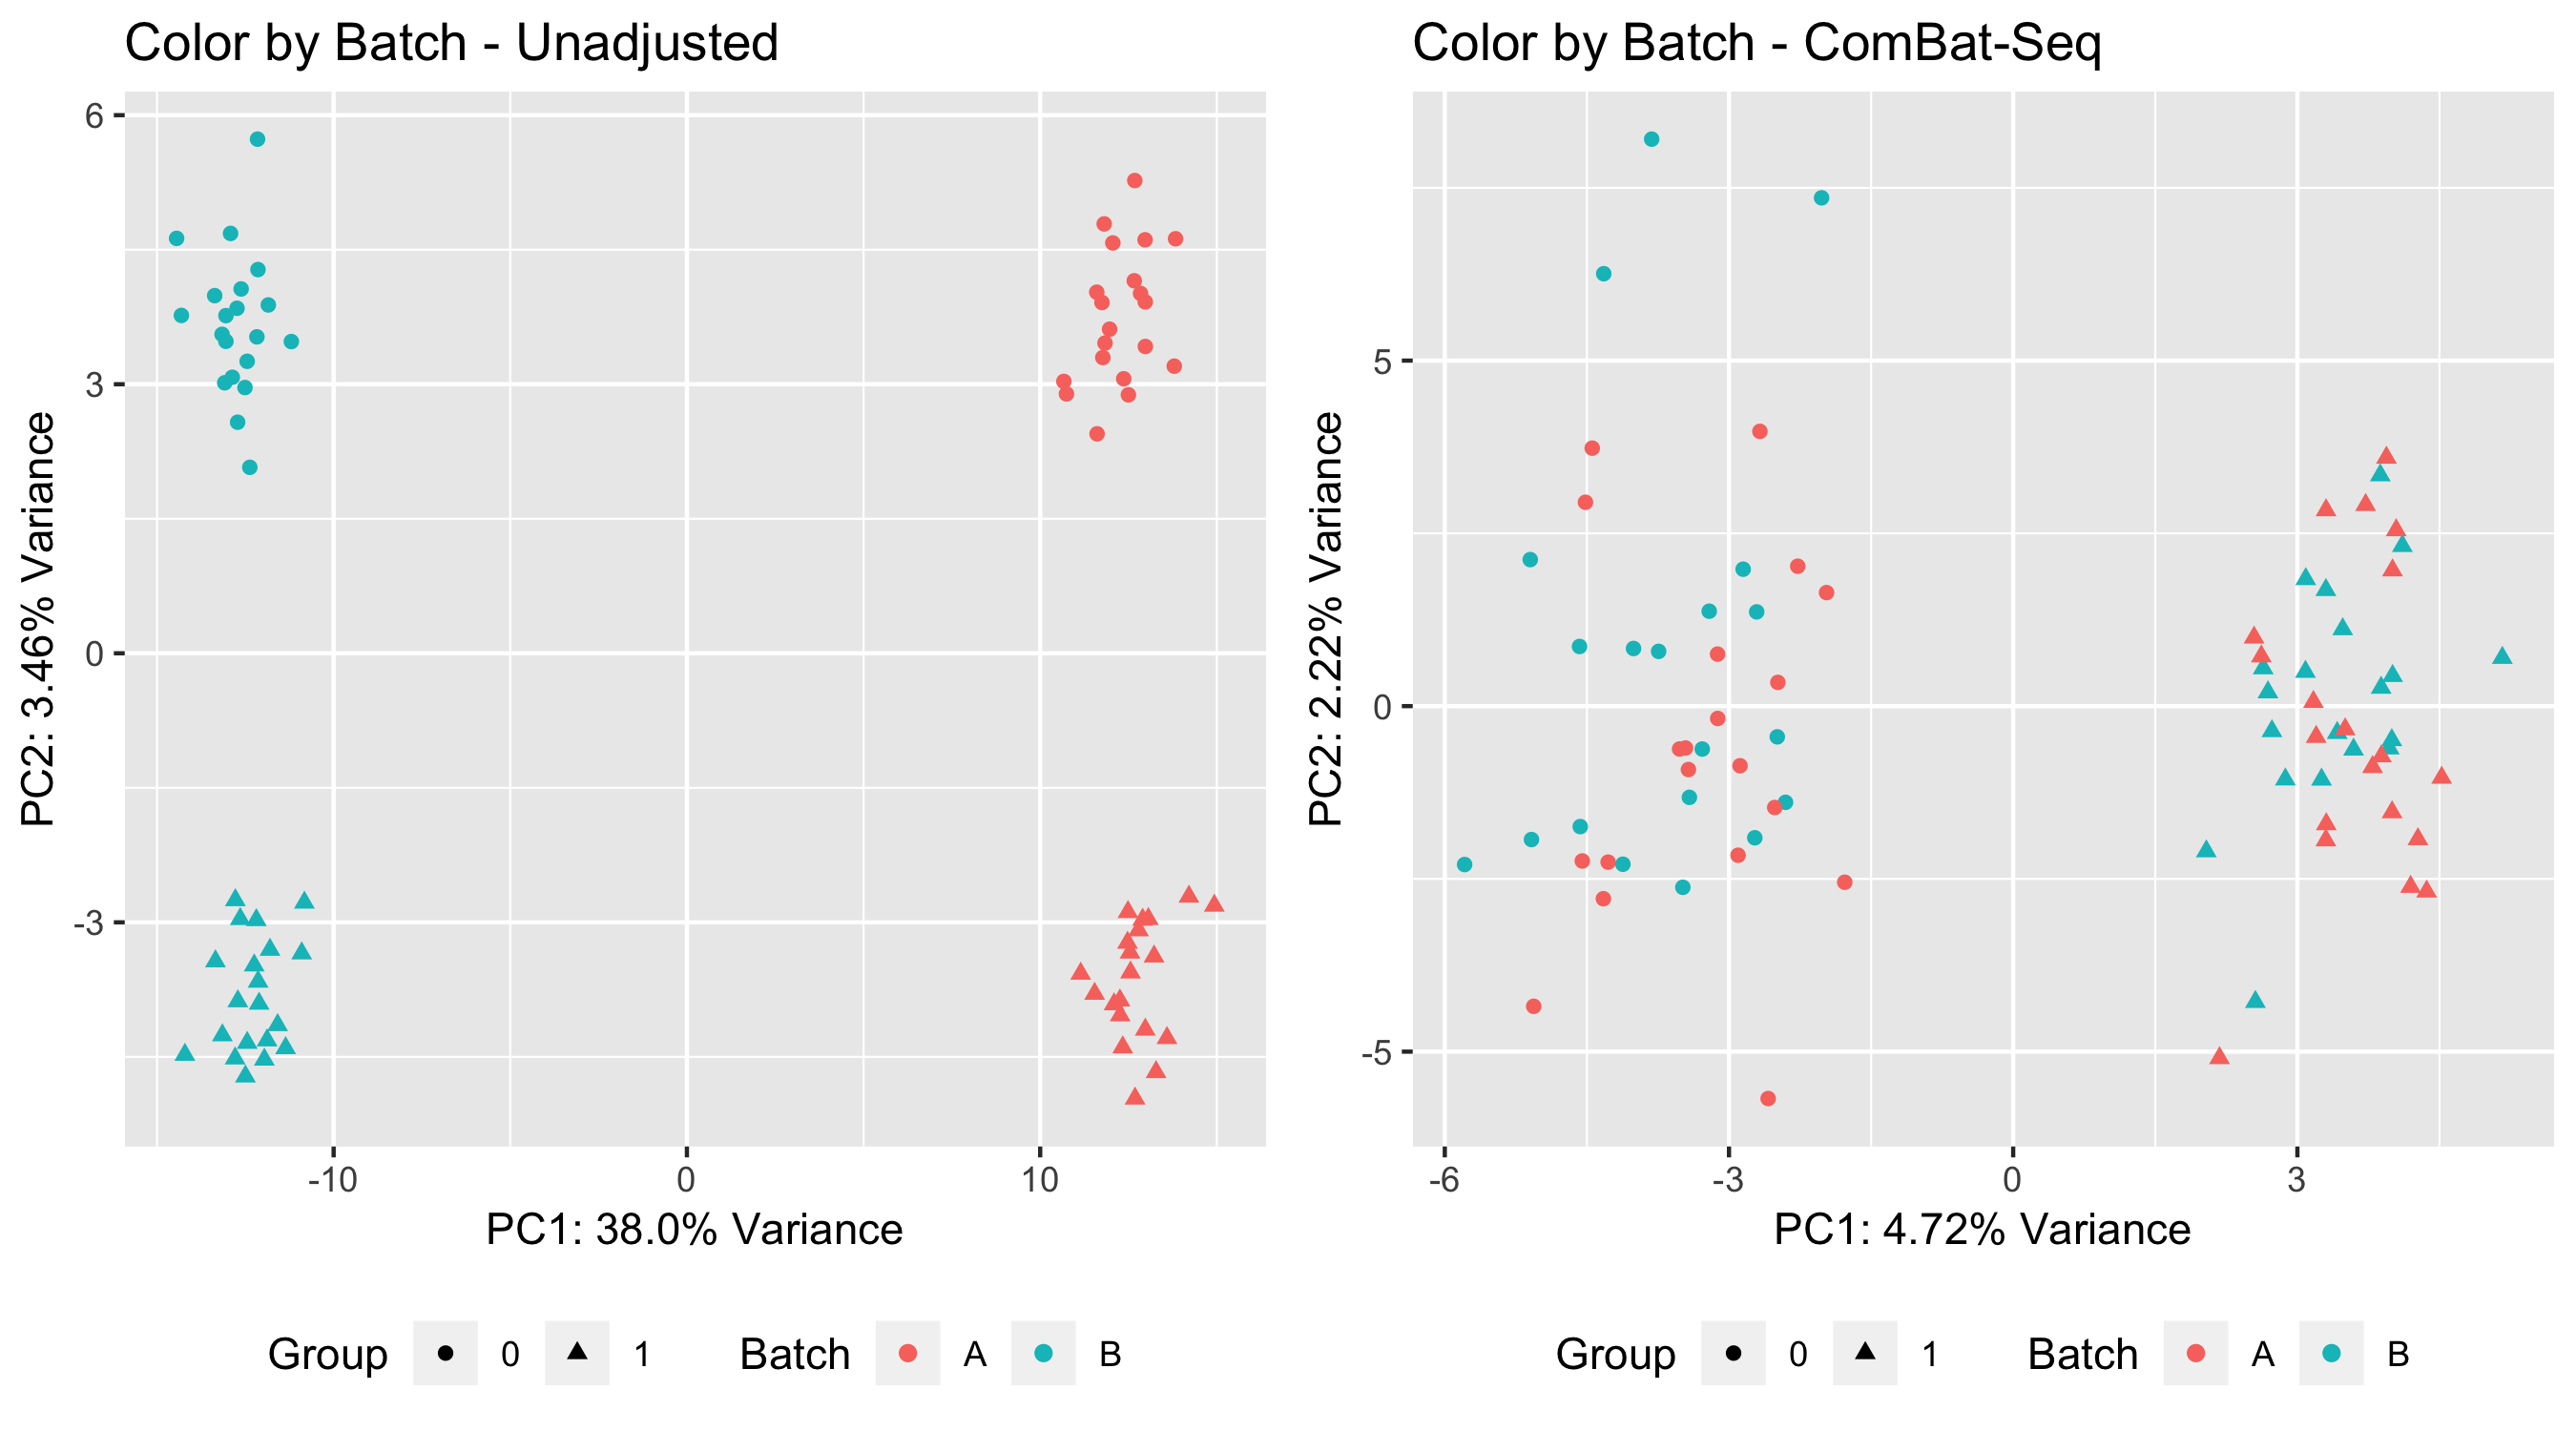 Color by Batch - Unadjusted
6
3
0
-3
PC2: 3.46% Variance
-10 0 10
PC1: 38.0% Variance
Group 0 1 Batch A B
Color by Batch - ComBat-Seq
5
0
-5
PC2: 2.22% Variance
-6 -3 0 3
PC1: 4.72% Variance
Group 0 1 Batch A B